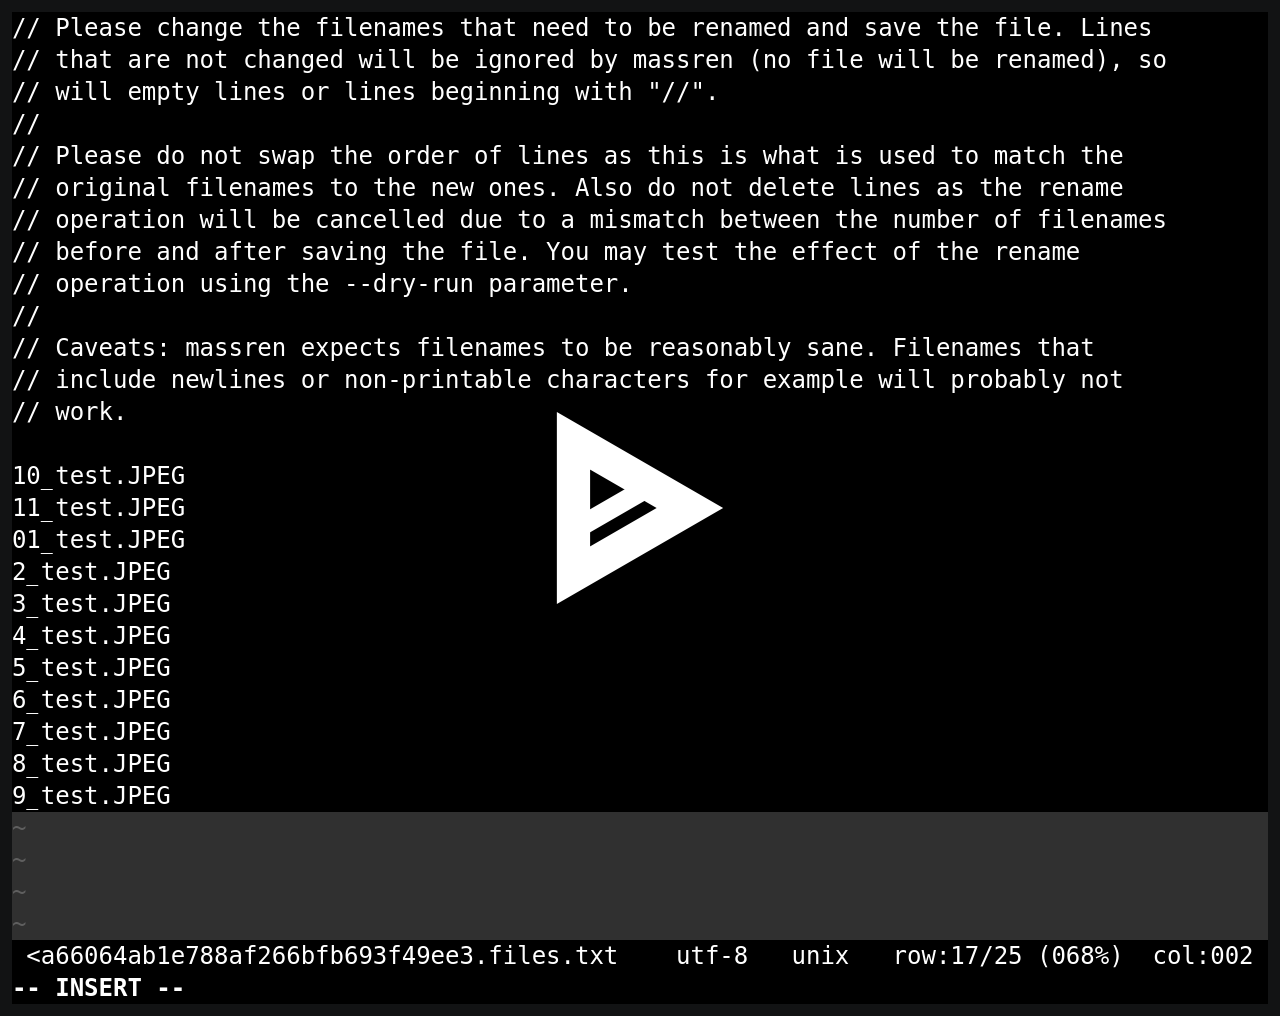 // Please change the filenames that need to be renamed and save the file. Lines
// that are not changed will be ignored by massren (no file will be renamed), so
// will empty lines or lines beginning with "//".
//
// Please do not swap the order of lines as this is what is used to match the
// original filenames to the new ones. Also do not delete lines as the rename
// operation will be cancelled due to a mismatch between the number of filenames
// before and after saving the file. You may test the effect of the rename
// operation using the --dry-run parameter.
//
// Caveats: massren expects filenames to be reasonably sane. Filenames that
// include newlines or non-printable characters for example will probably not
// work.
10_test.JPEG
11_test.JPEG
01_test.JPEG
2_test.JPEG
3_test.JPEG
4_test.JPEG
5_test.JPEG
6_test.JPEG
7_test.JPEG
8_test.JPEG
9_test.JPEG
~
~
~
~
<a66064ab1e788af266bfb693f49ee3.files.txt    utf-8   unix   row:17/25 (068%)  col:002
-- INSERT --